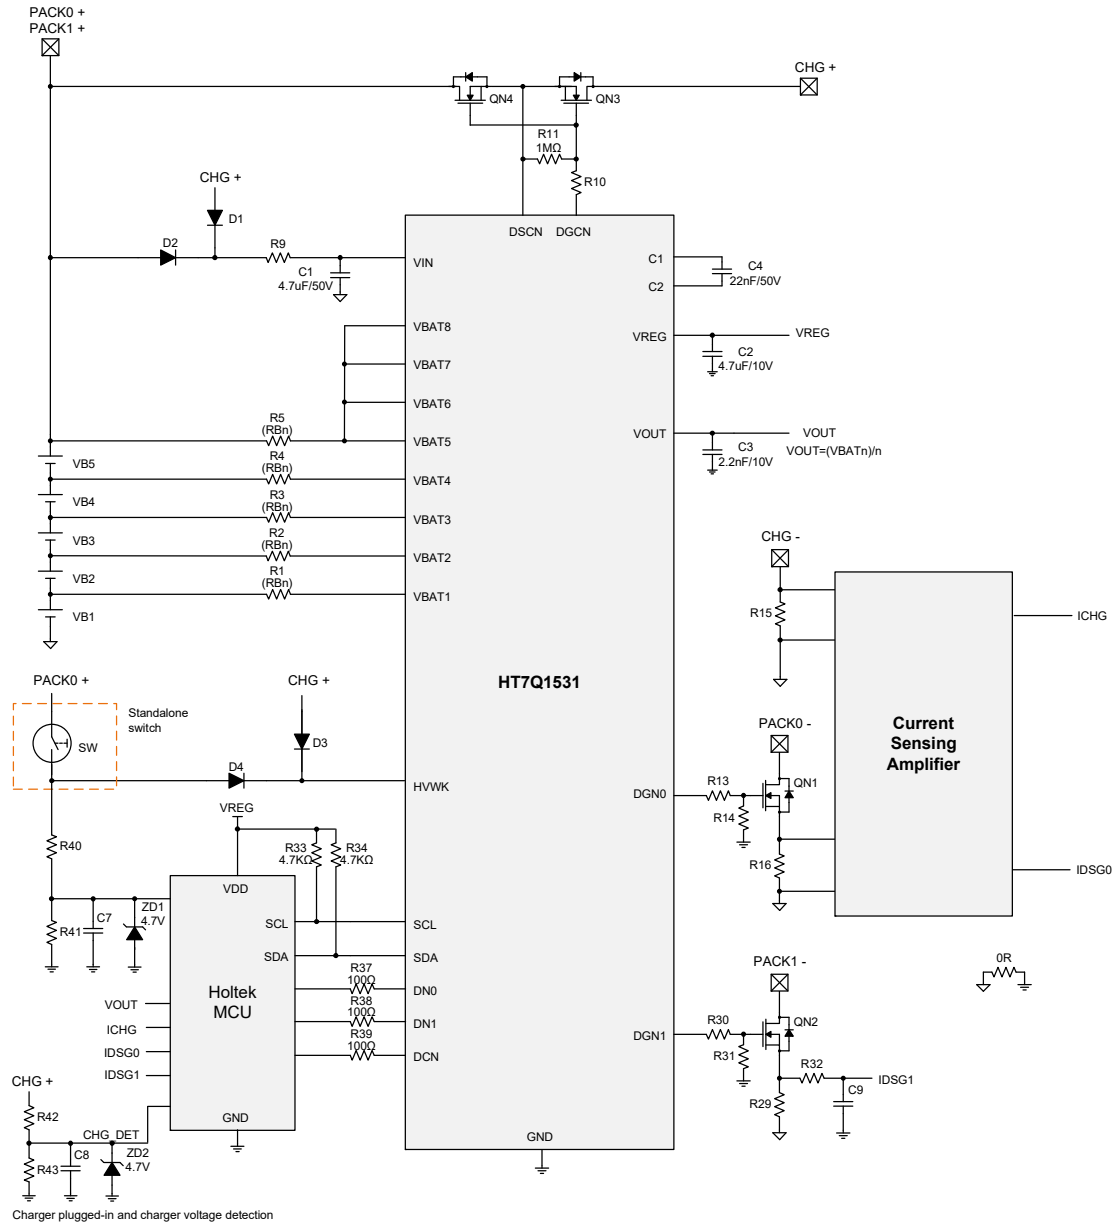 PACK0 +
PACK1 +
CHG +
QN4
QN3
R11
1MΩ
R10
CHG +
D1
D2
R9
C1
4.7uF/50V
DSCN
DGCN
VIN
C1
C2
C4
22nF/50V
VBAT8
VREG
VREG
C2
4.7uF/10V
VBAT7
VBAT6
R5
(RBn)
VBAT5
VOUT
VOUT
VOUT=(VBATn)/n
C3
2.2nF/10V
VB5
R4
(RBn)
VBAT4
VB4
R3
(RBn)
VBAT3
VB3
R2
(RBn)
VBAT2
VB2
R1
(RBn)
VBAT1
VB1
CHG -
R15
ICHG
HT7Q1531
PACK0 +
Standalone
switch
SW
CHG +
D3
D4
HVWK
PACK0 -
Current
Sensing
Amplifier
QN1
DGN0
R13
R14
R16
IDSG0
VREG
R33
4.7KΩ
R34
4.7KΩ
R40
VDD
R41
C7
ZD1
4.7V
SCL
SCL
SDA
SDA
R37
100Ω
DN0
Holtek
MCU
R38
100Ω
DN1
R39
100Ω
DCN
VOUT
ICHG
IDSG0
IDSG1
0R
PACK1 -
QN2
DGN1
R30
R31
R32
IDSG1
R29
C9
CHG +
R42
CHG_DET
GND
R43
C8
ZD2
4.7V
GND
Charger plugged-in and charger voltage detection